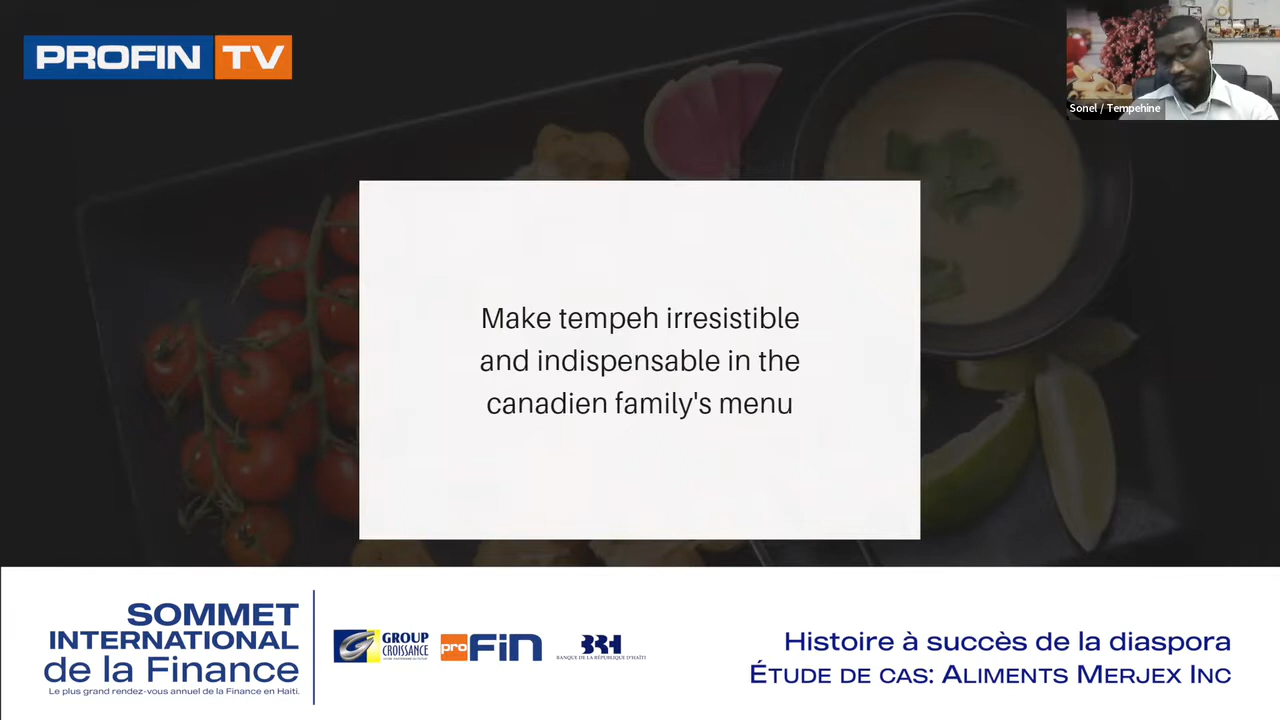 PROFIN TV
Sonel / Tempehine
Make tempeh irresistible
and indispensable in the
canadien family's menu
SOMMET
INTERNATIONAL
de la Finance
Le plus grand rendez-vous annuel de la Finance en Haiti.
GROUP
CROISSANCE
proFin
BRH
BANQUE DE LA RÉPUBLIQUE D'HAÏTI
Histoire à succès de la diaspora
ÉTUDE DE CAS: ALIMENTS MERJEX INC